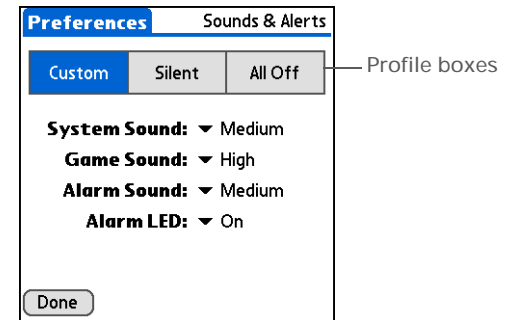 Preferences Sounds & Alerts
Custom Silent All Off Profile boxes
System Sound: Medium
Game Sound: High
Alarm Sound: Medium
Alarm LED: On
Done